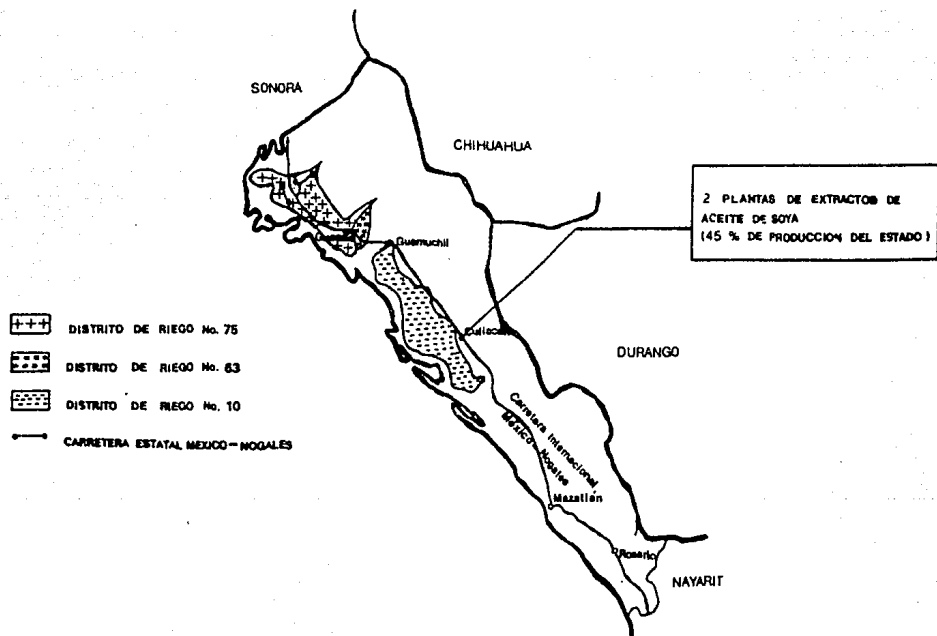 SONORA
CHIHUAHUA
2 PLANTAS DE EXTRACTOS DE
ACEITE DE SOYA
(45 % DE PRODUCCION DEL ESTADO)
Guamuchil
DISTRITO DE RIEGO No. 75
Culiacan
DURANGO
DISTRITO DE RIEGO No. 63
DISTRITO DE RIEGO No. 10
CARRETERA ESTATAL MEXICO-NOGALES
Carretera Internacional,
México - Nogales
Mazatlán
Rosario
NAYARIT